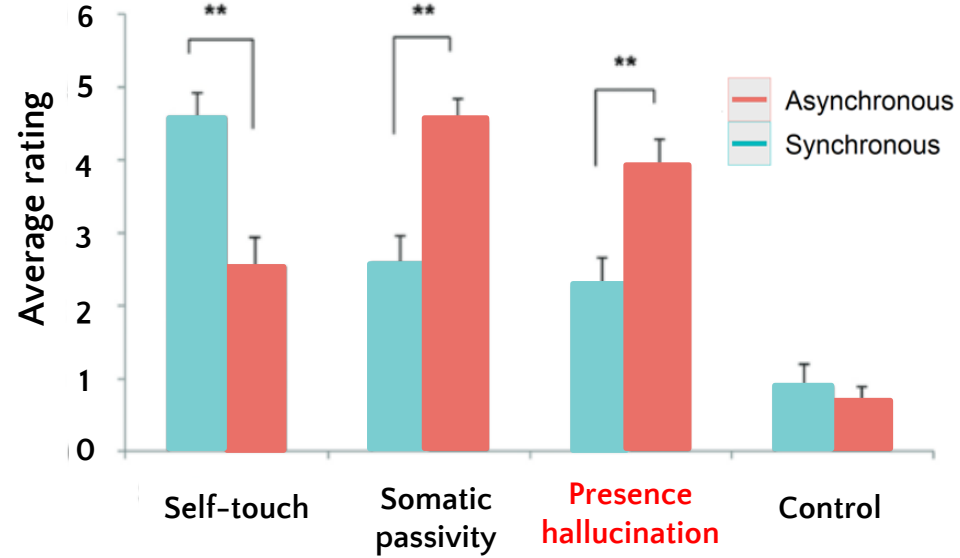 Average rating
6
5
4
3
2
1
0
**
**
**
Asynchronous
Synchronous
Self-touch
Somatic
passivity
Presence
hallucination
Control